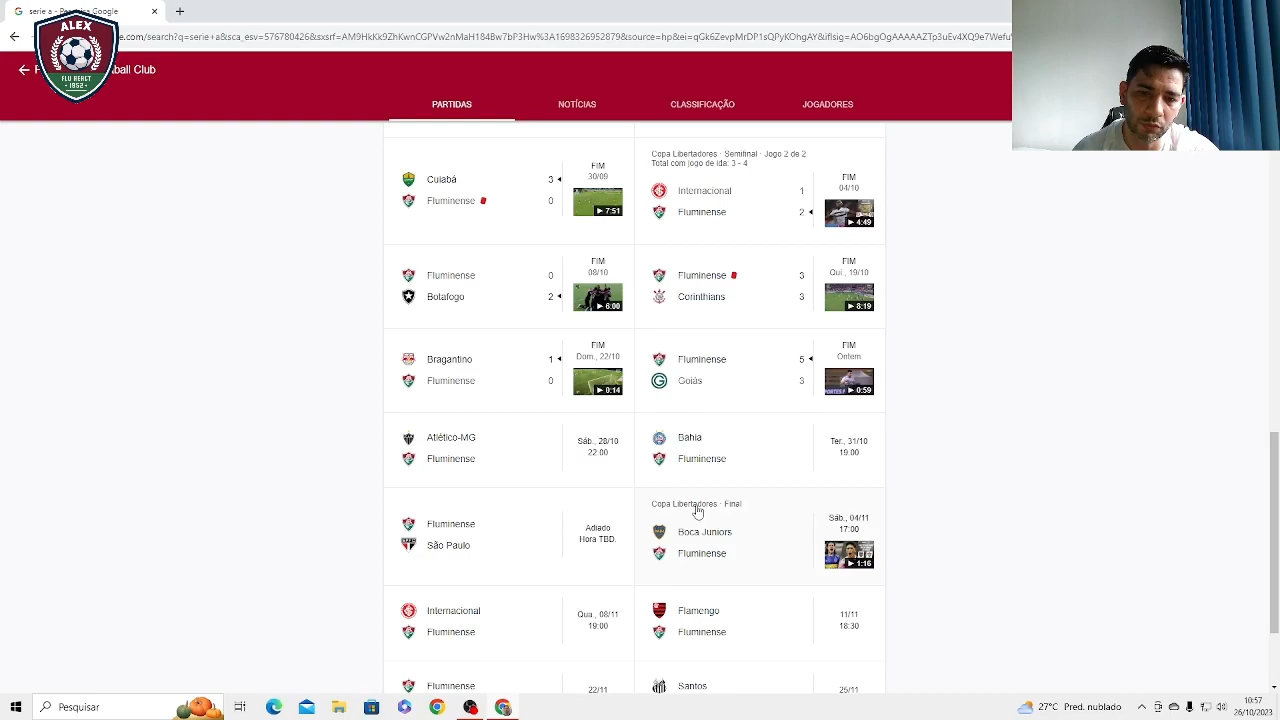 serie a - Pesquisa Google
ALEX
FLU BERET
1952
e.com/search?q=serie+a&sca_esv=576780426&sxsrf=
ball Club
PARTIDAS
NOTÍCIAS
CLASSIFICAÇÃO
JOGADORES
Cuiabá 3
Fluminense 0
FIM
30/09
7:51
Copa Libertadores · Semifinal · Jogo 2 de 2
Total com jogo de ida: 3 - 4
Internacional 1
Fluminense 2
FIM
04/10
4:49
Fluminense 0
Botafogo 2
FIM
08/10
6:00
Fluminense 3
Corinthians 3
FIM
Qui., 19/10
8:19
Bragantino 1
Fluminense 0
FIM
Dom., 22/10
0:14
Fluminense 5
Goiás 3
FIM
Ontem
0:59
Atlético-MG
Fluminense
Sáb., 28/10
22:00
Bahia
Fluminense
Ter., 31/10
19:00
Fluminense
São Paulo
Adiado
Hora TBD.
Copa Libertadores · Final
Boca Juniors
Fluminense
Sáb., 04/11
17:00
1:16
Internacional
Fluminense
Qua., 08/11
19:00
Flamengo
Fluminense
11/11
18:30
Fluminense
22/11
Santos
25/11
Pesquisar
27°C Pred. nublado
10:57
26/10/2023